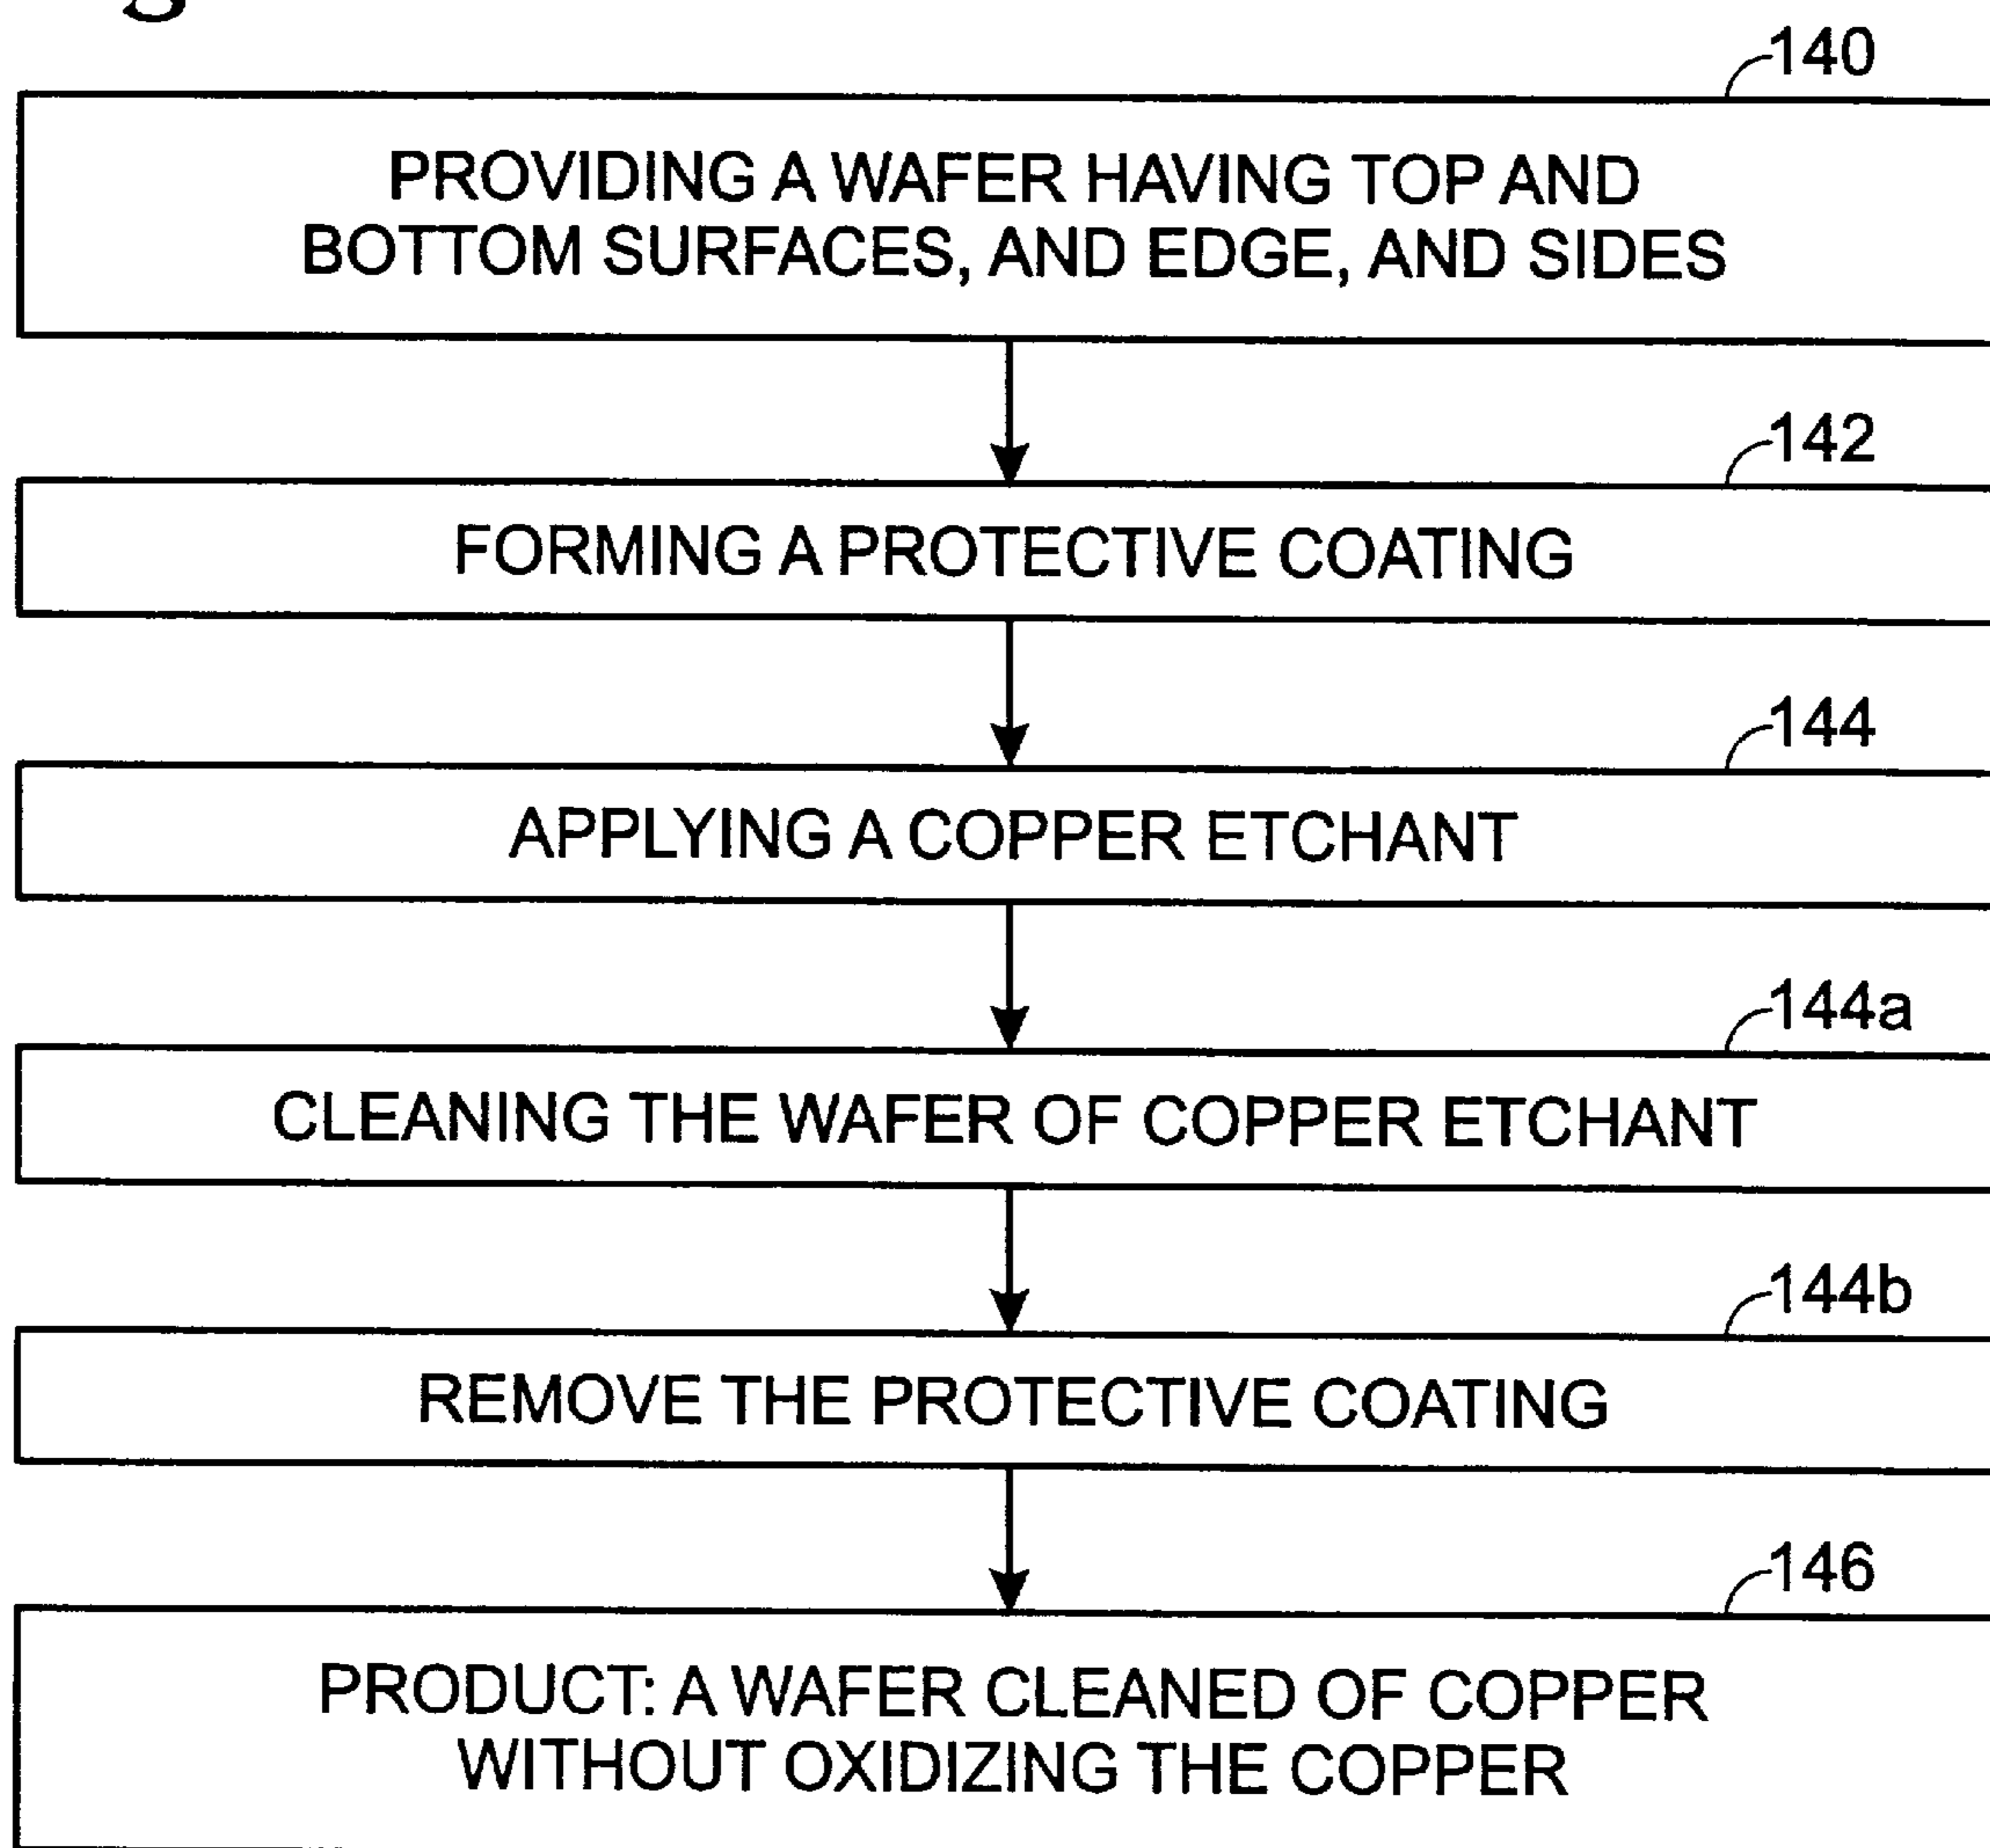 140
PROVIDING A WAFER HAVING TOP AND
BOTTOM SURFACES, AND EDGE, AND SIDES
142
FORMING A PROTECTIVE COATING
144
APPLYING A COPPER ETCHANT
144a
CLEANING THE WAFER OF COPPER ETCHANT
144b
REMOVE THE PROTECTIVE COATING
146
PRODUCT: A WAFER CLEANED OF COPPER
WITHOUT OXIDIZING THE COPPER